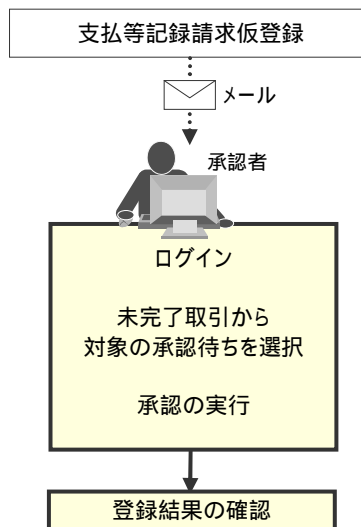 支払等記録請求仮登録
メール
承認者
ログイン
未完了取引から
対象の承認待ちを選択
承認の実行
登録結果の確認